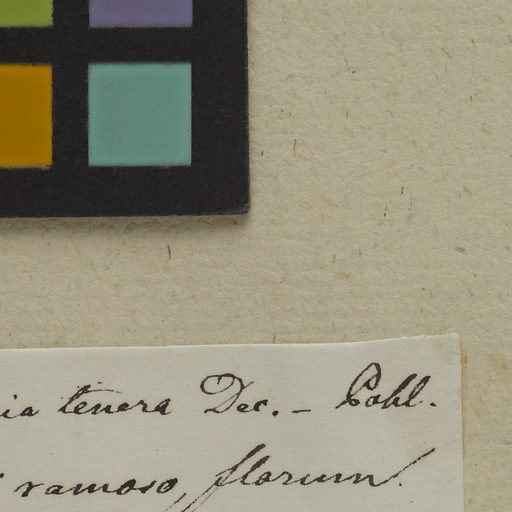 ia tenera Dec. – Pohl.
ramoso, florum